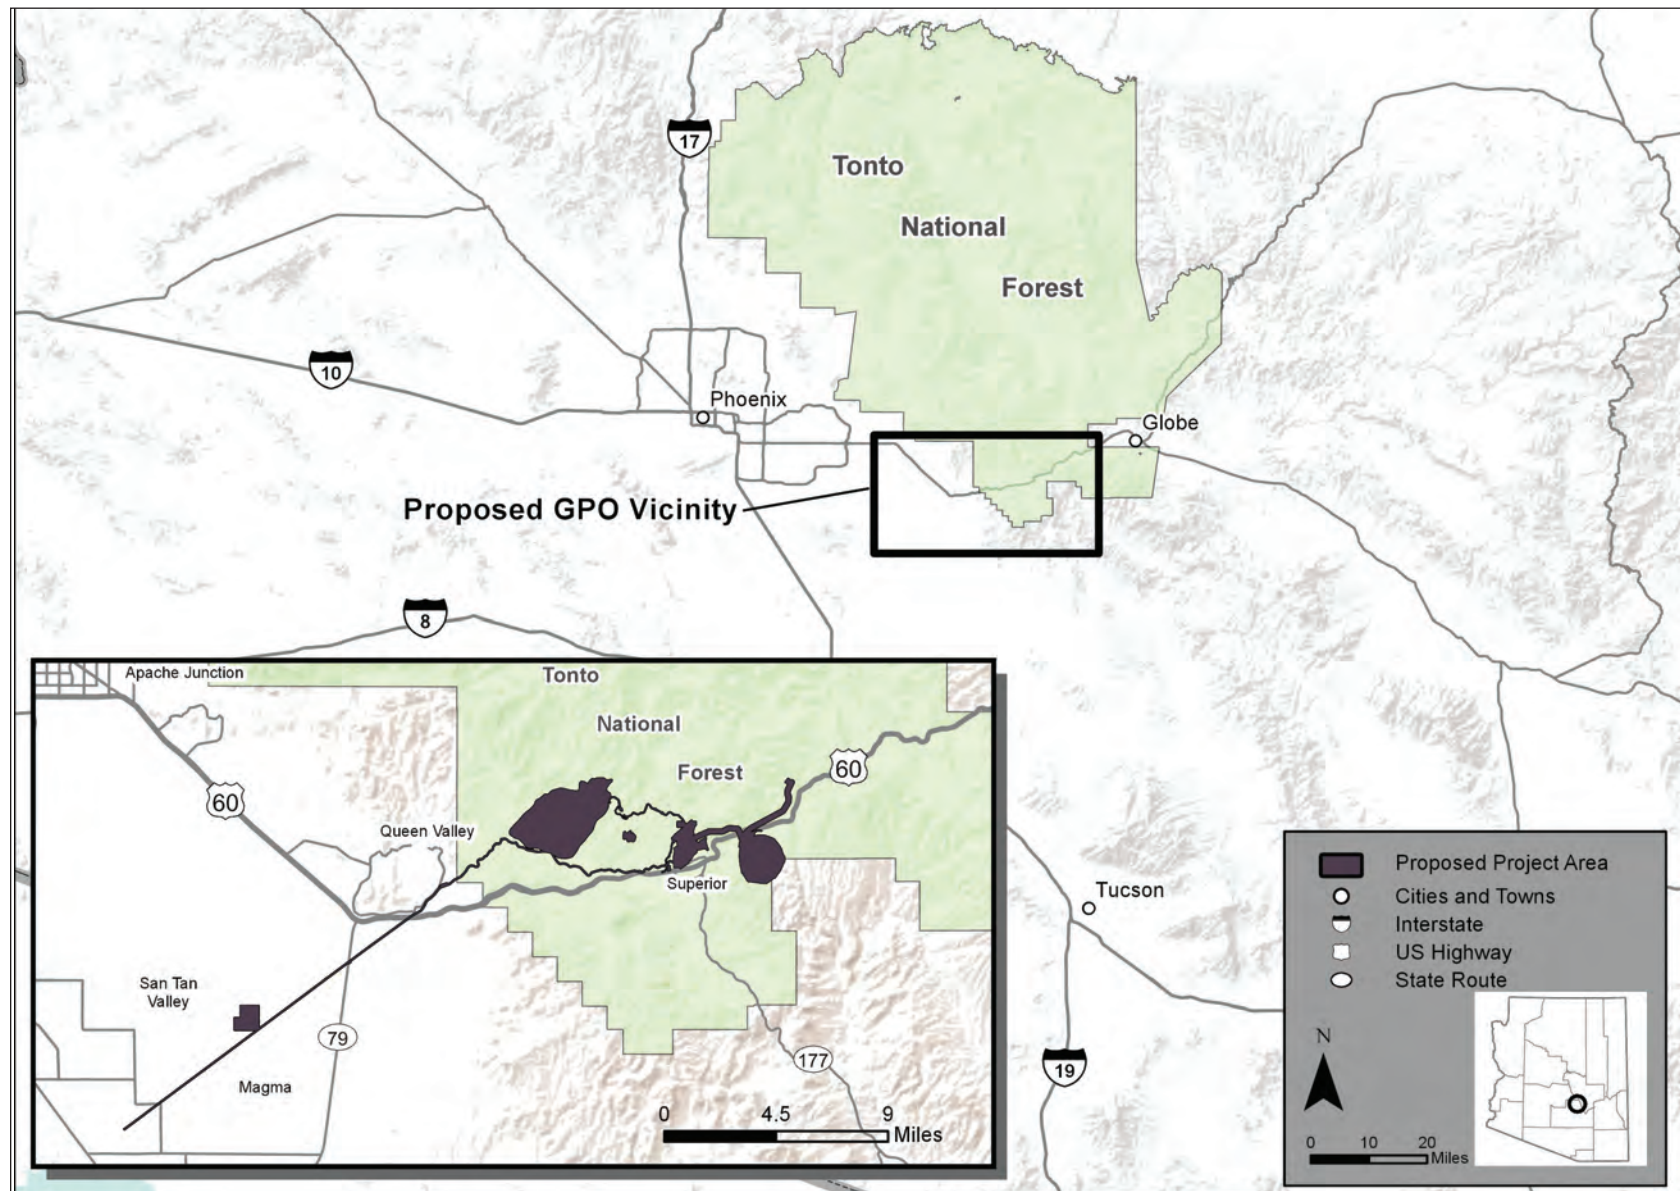 17
Tonto
National
Forest
10
Phoenix
Globe
Proposed GPO Vicinity
8
Apache Junction
Tonto
National
Forest
60
60
Queen Valley
Superior
San Tan
Valley
79
Magma
177
0 4.5 9
Miles
Tucson
19
Proposed Project Area
Cities and Towns
Interstate
US Highway
State Route
N
0 10 20
Miles